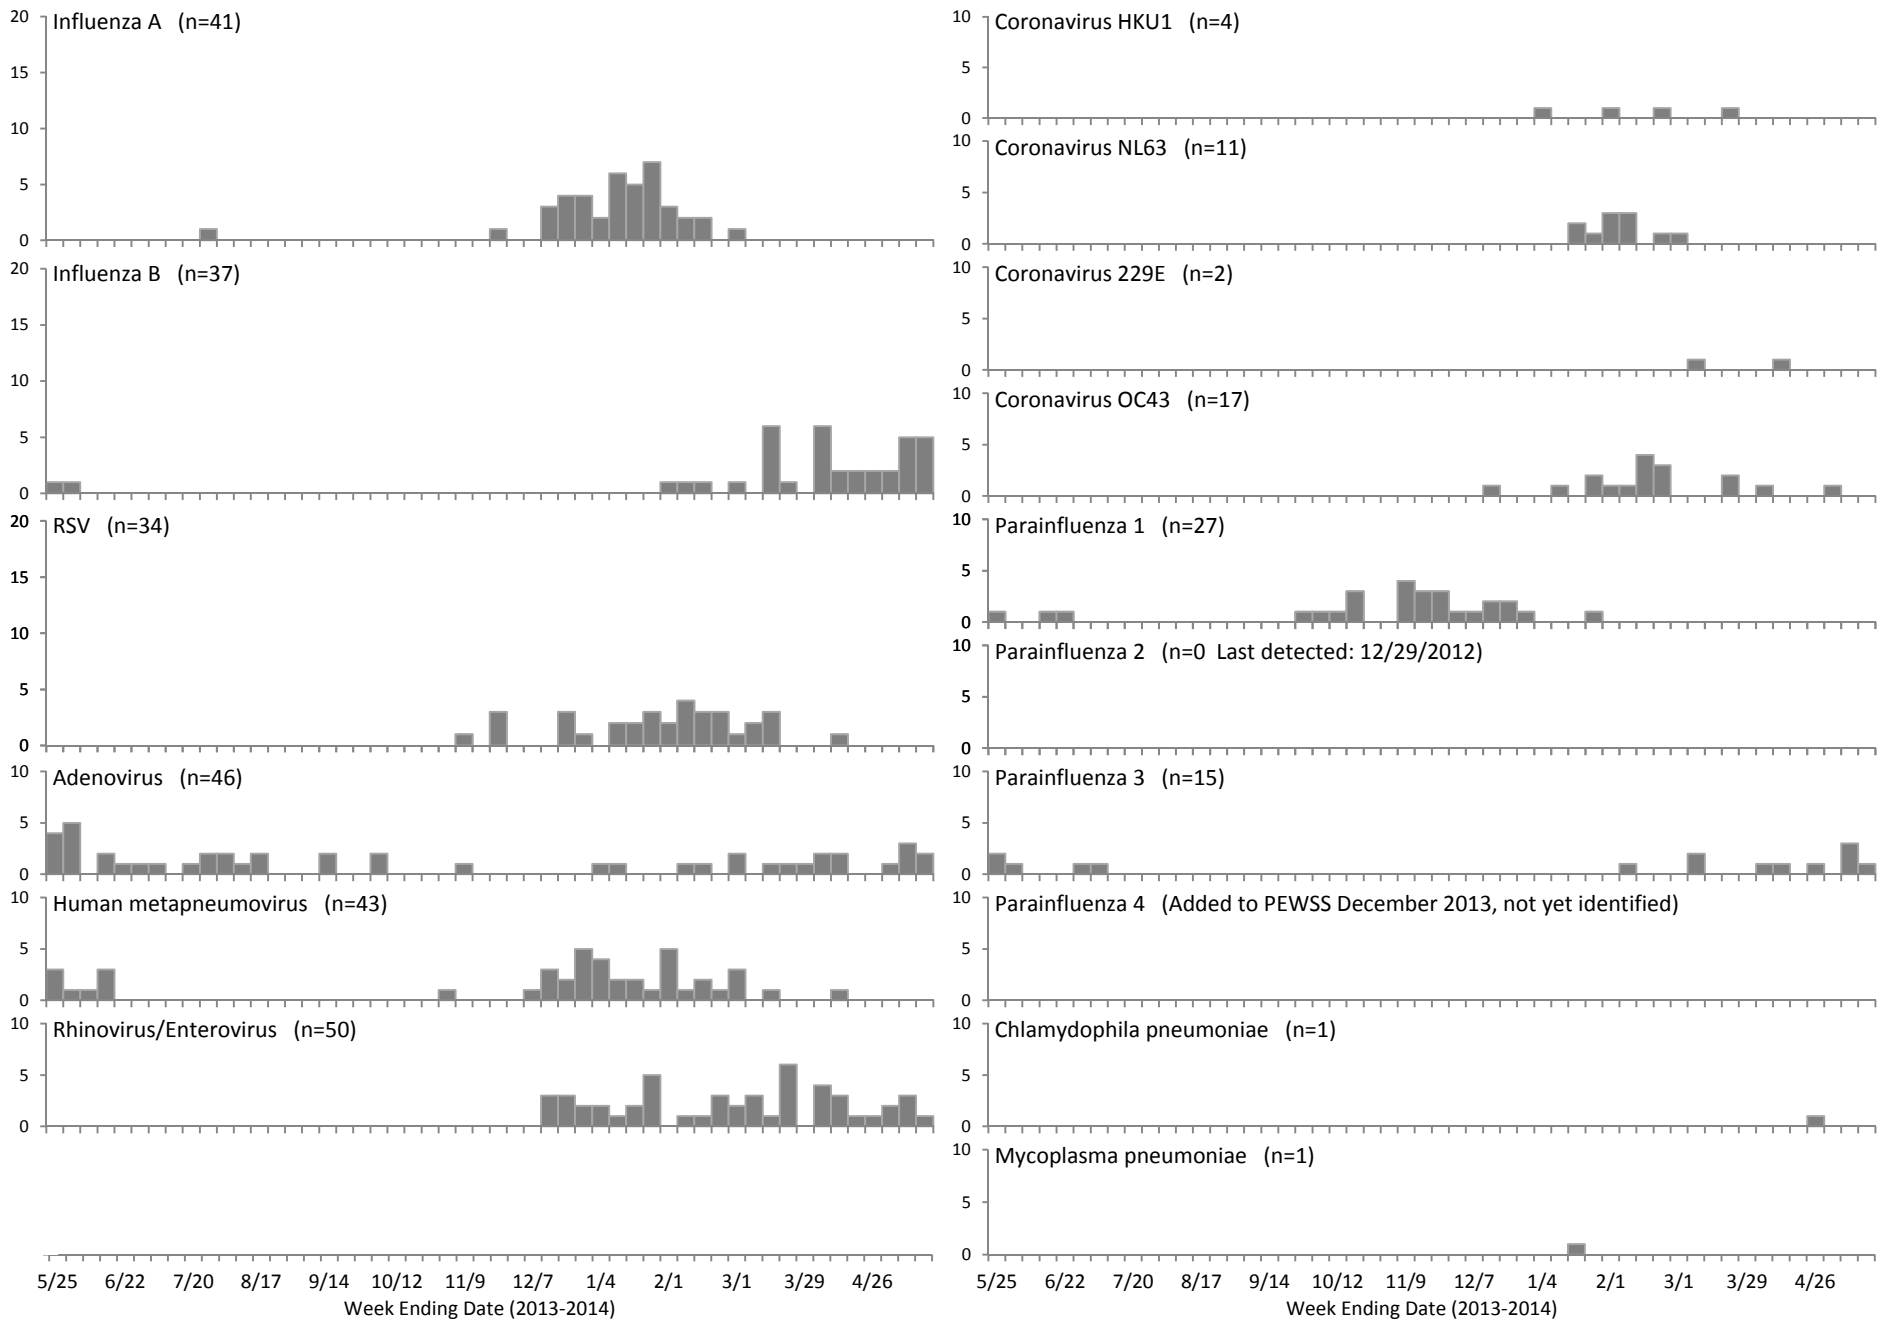 Influenza A (n=41)
20
15
10
5
0
Influenza B (n=37)
20
15
10
5
0
RSV (n=34)
20
15
10
5
0
Adenovirus (n=46)
10
5
0
Human metapneumovirus (n=43)
10
5
0
Rhinovirus/Enterovirus (n=50)
10
5
0
5/25 6/22 7/20 8/17 9/14 10/12 11/9 12/7 1/4 2/1 3/1 3/29 4/26
Week Ending Date (2013-2014)
Coronavirus HKU1 (n=4)
10
5
0
Coronavirus NL63 (n=11)
10
5
0
Coronavirus 229E (n=2)
10
5
0
Coronavirus OC43 (n=17)
10
5
0
Parainfluenza 1 (n=27)
10
5
0
Parainfluenza 2 (n=0 Last detected: 12/29/2012)
10
5
0
Parainfluenza 3 (n=15)
10
5
0
Parainfluenza 4 (Added to PEWSS December 2013, not yet identified)
10
5
0
Chlamydophila pneumoniae (n=1)
10
5
0
Mycoplasma pneumoniae (n=1)
10
5
0
5/25 6/22 7/20 8/17 9/14 10/12 11/9 12/7 1/4 2/1 3/1 3/29 4/26
Week Ending Date (2013-2014)